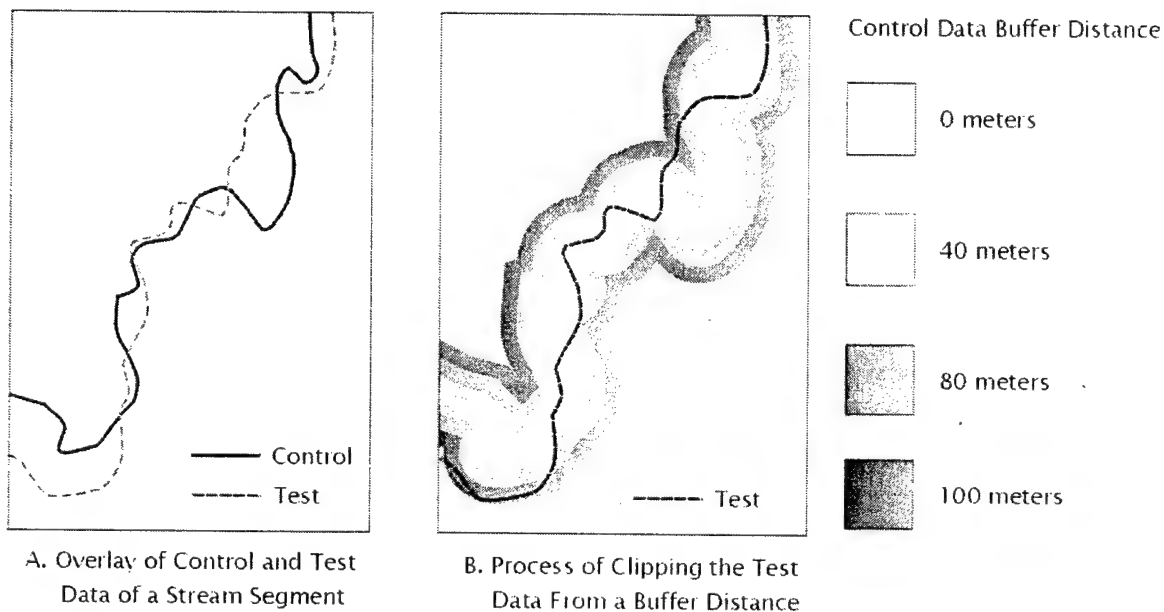 Control Data Buffer Distance
0 meters
40 meters
80 meters
100 meters
Control
Test
Test
A. Overlay of Control and Test
Data of a Stream Segment
B. Process of Clipping the Test
Data From a Buffer Distance